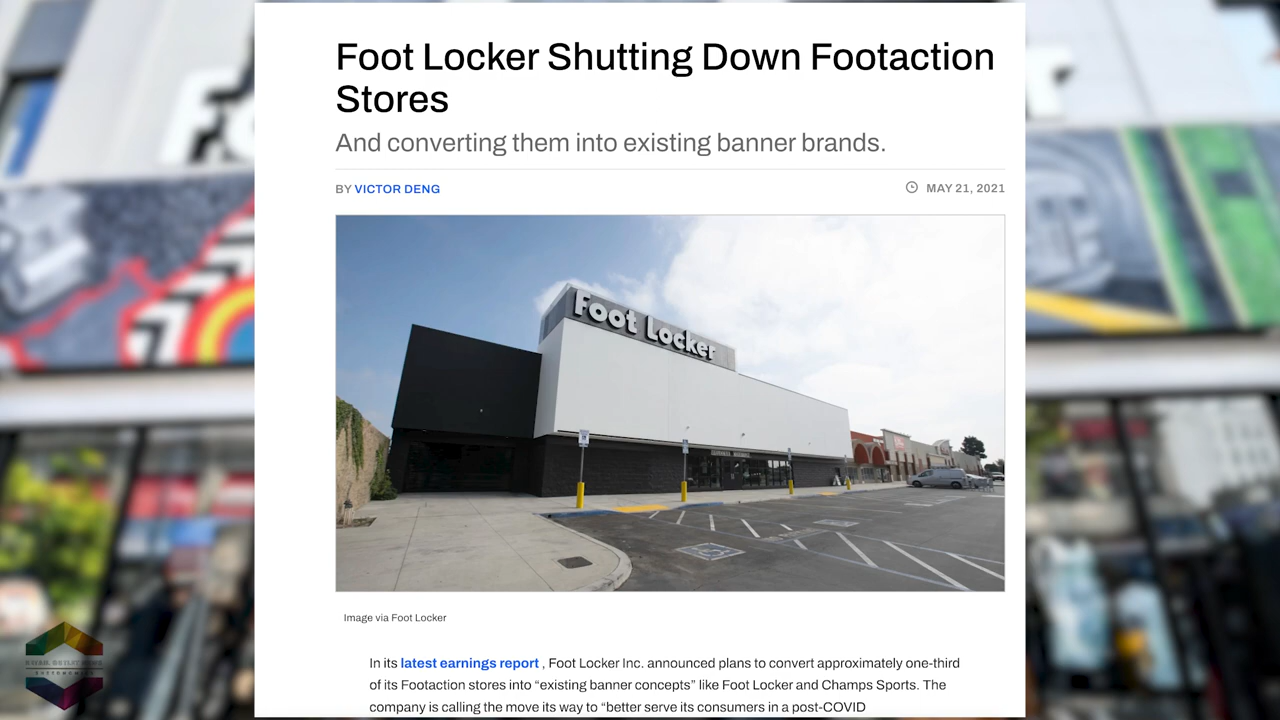 Foot Locker Shutting Down Footaction
Stores
And converting them into existing banner brands.
BY VICTOR DENG
MAY 21, 2021
Foot Locker
Image via Foot Locker
In its latest earnings report , Foot Locker Inc. announced plans to convert approximately one-third
of its Footaction stores into “existing banner concepts” like Foot Locker and Champs Sports. The
company is calling the move its way to “better serve its consumers in a post-COVID